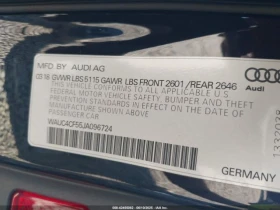 MFD BY: AUDI AG
03.18 GVWR LBS 5115 GAWR LBS FRONT 2601 / REAR 2646
THIS VEHICLE CONFORMS TO ALL APPLICABLE FEDERAL
MOTOR VEHICLE SAFETY, BUMPER, AND THEFT
PREVENTION STANDARDS IN EFFECT ON THE DATE OF
MANUFACTURE SHOWN ABOVE.
WAUC4CF55JA096724
Audi
GERMANY